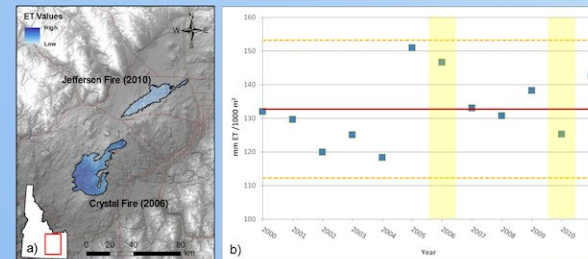 ET Values
High
Low
N
W
E
S
Jefferson Fire (2010)
Crystal Fire (2006)
a)
0 20 40 80
km
160
150
140
130
120
110
100
mm ET /1000 m²
2000 2001 2002 2003 2004 2005 2006 2007 2008 2009 2010
Year
b)